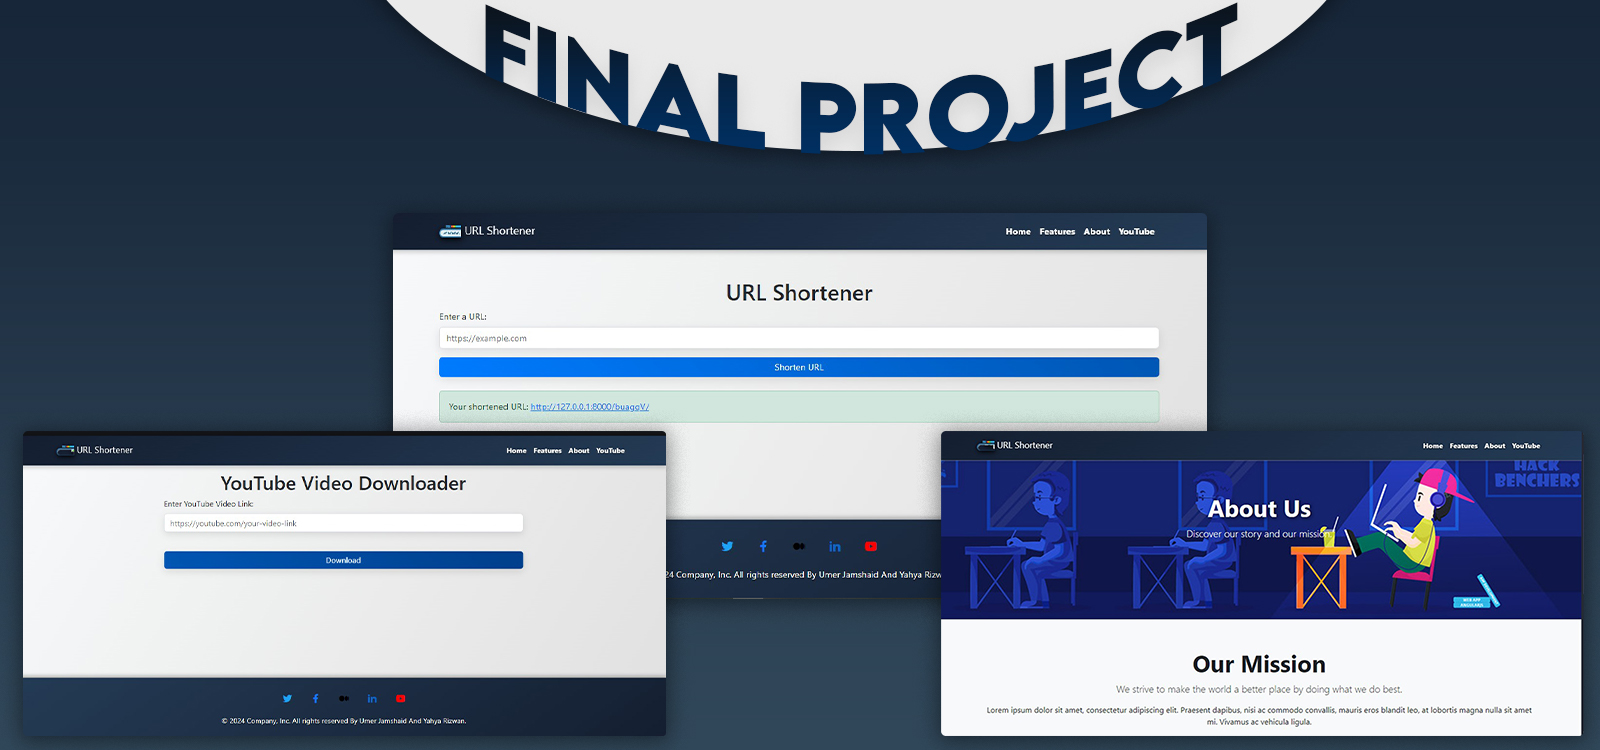 FINAL PROJECT
URL Shortener
Home Features About YouTube
URL Shortener
Enter a URL:
https://example.com
Shorten URL
Your shortened URL: http://127.0.0.1:8000/buagoV/
24 Company, Inc. All rights reserved By Umer Jamshaid And Yahya Rizw
URL Shortener
Home Features About YouTube
YouTube Video Downloader
Enter YouTube Video Link:
https://youtube.com/your-video-link
Download
© 2024 Company, Inc. All rights reserved By Umer Jamshaid And Yahya Rizwan.
URL Shortener
Home Features About YouTube
HACK
BENCHERS
About Us
Discover our story and our mission.
WEB APP
Our Mission
We strive to make the world a better place by doing what we do best.
Lorem ipsum dolor sit amet, consectetur adipiscing elit. Praesent dapibus, nisi ac commodo convallis, mauris eros blandit leo, at lobortis magna nulla sit amet
mi. Vivamus ac vehicula ligula.